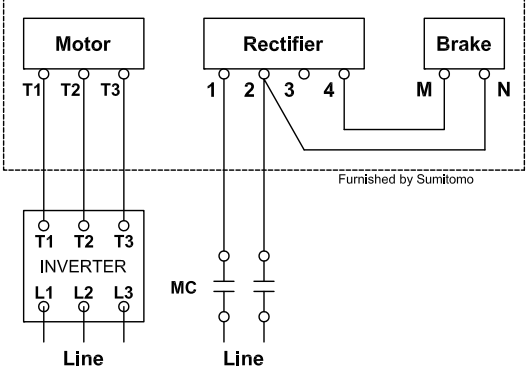 Motor Rectifier Brake
T1 T2 T3 1 2 3 4 M N
Furnished by Sumitomo
T1 T2 T3
INVERTER
L1 L2 L3
MC
Line Line